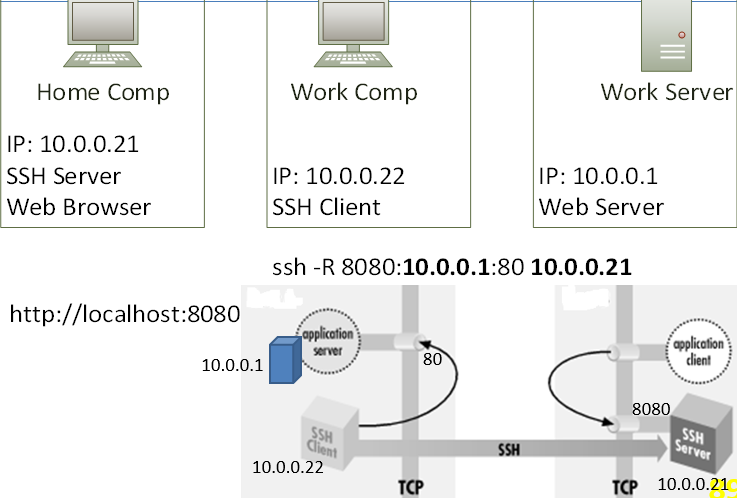 Home Comp
Work Comp
Work Server
IP: 10.0.0.21
SSH Server
Web Browser
IP: 10.0.0.22
SSH Client
IP: 10.0.0.1
Web Server
ssh -R 8080:10.0.0.1:80 10.0.0.21
http://localhost:8080
application
server
10.0.0.1
80
application
client
8080
SSH
Client
SSH
SSH
Server
10.0.0.22
TCP
TCP
10.0.0.21